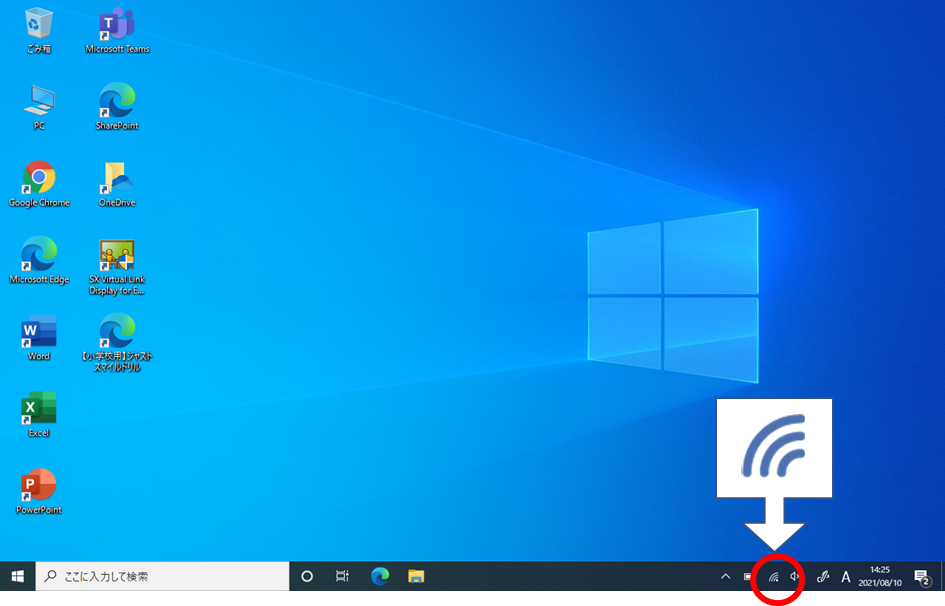 ごみ箱
Microsoft Teams
PC
SharePoint
Google Chrome
OneDrive
Microsoft Edge
SX Virtual Link
Display for E...
Word
【小学校用】ジャスト
スマイルドリル
Excel
PowerPoint
ここに入力して検索
A
14:25
2021/08/10
2